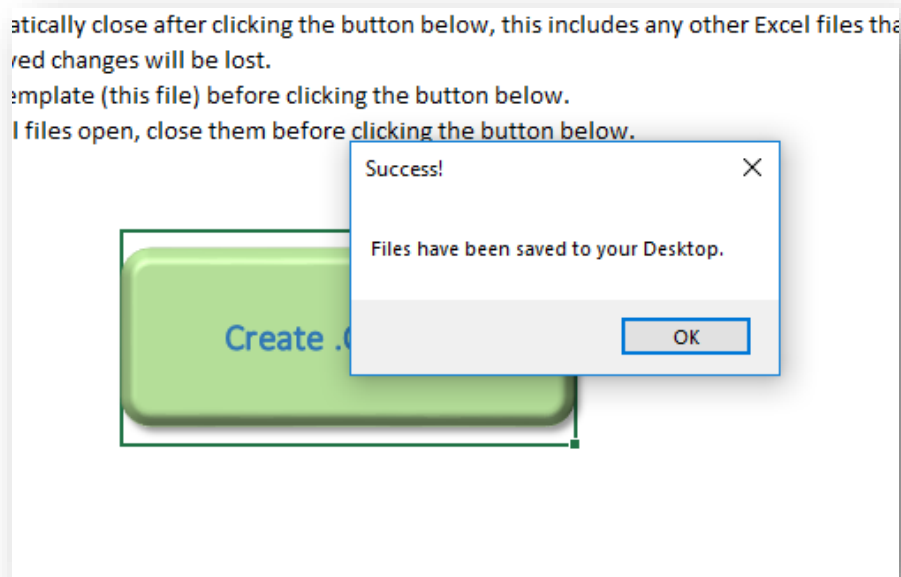 atically close after clicking the button below, this includes any other Excel files tha
ved changes will be lost.
emplate (this file) before clicking the button below.
l files open, close them before clicking the button below.
Success!
Files have been saved to your Desktop.
OK
Create .